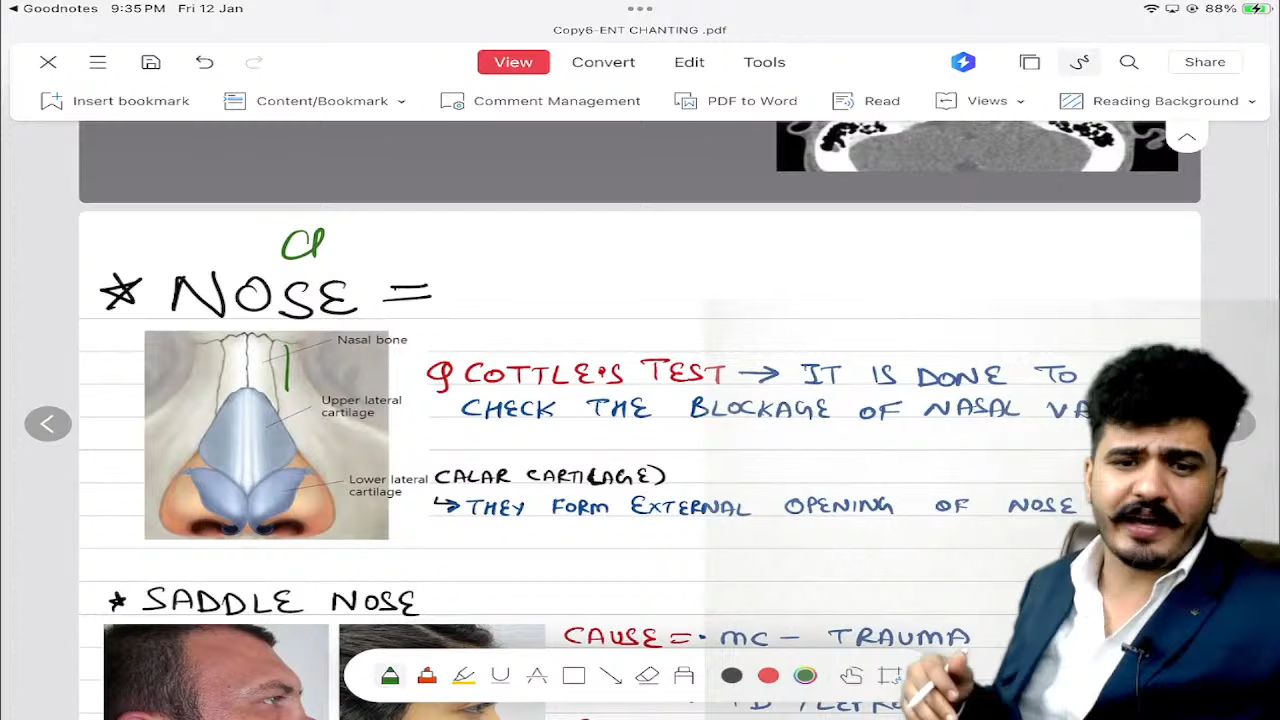 Goodnotes 9:35 PM Fri 12 Jan 88%
Copy6-ENT CHANTING .pdf
View Convert Edit Tools Share
Insert bookmark Content/Bookmark Comment Management PDF to Word Read Views Reading Background
* NOSE =
Nasal bone
Upper lateral
cartilage
Lower lateral
cartilage
COTTLE'S TEST → IT IS DONE TO
CHECK THE BLOCKAGE OF NASAL VA
CALAR CARTILAGE)
↳ THEY FORM EXTERNAL OPENING OF NOSE
* SADDLE NOSE
CAUSE = • MC - TRAUMA